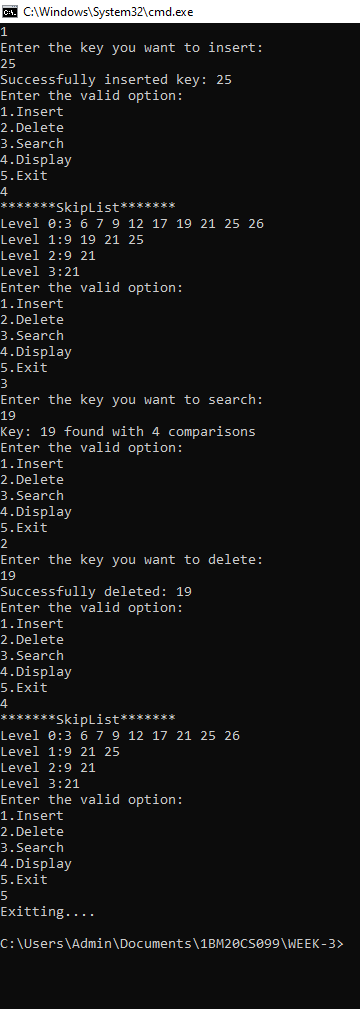 C:\Windows\System32\cmd.exe
1
Enter the key you want to insert:
25
Successfully inserted key: 25
Enter the valid option:
1.Insert
2.Delete
3.Search
4.Display
5.Exit
4
*******SkipList*******
Level 0:3 6 7 9 12 17 19 21 25 26
Level 1:9 19 21 25
Level 2:9 21
Level 3:21
Enter the valid option:
1.Insert
2.Delete
3.Search
4.Display
5.Exit
3
Enter the key you want to search:
19
Key: 19 found with 4 comparisons
Enter the valid option:
1.Insert
2.Delete
3.Search
4.Display
5.Exit
2
Enter the key you want to delete:
19
Successfully deleted: 19
Enter the valid option:
1.Insert
2.Delete
3.Search
4.Display
5.Exit
4
*******SkipList*******
Level 0:3 6 7 9 12 17 21 25 26
Level 1:9 21 25
Level 2:9 21
Level 3:21
Enter the valid option:
1.Insert
2.Delete
3.Search
4.Display
5.Exit
5
Exitting....
C:\Users\Admin\Documents\1BM20CS099\WEEK-3>